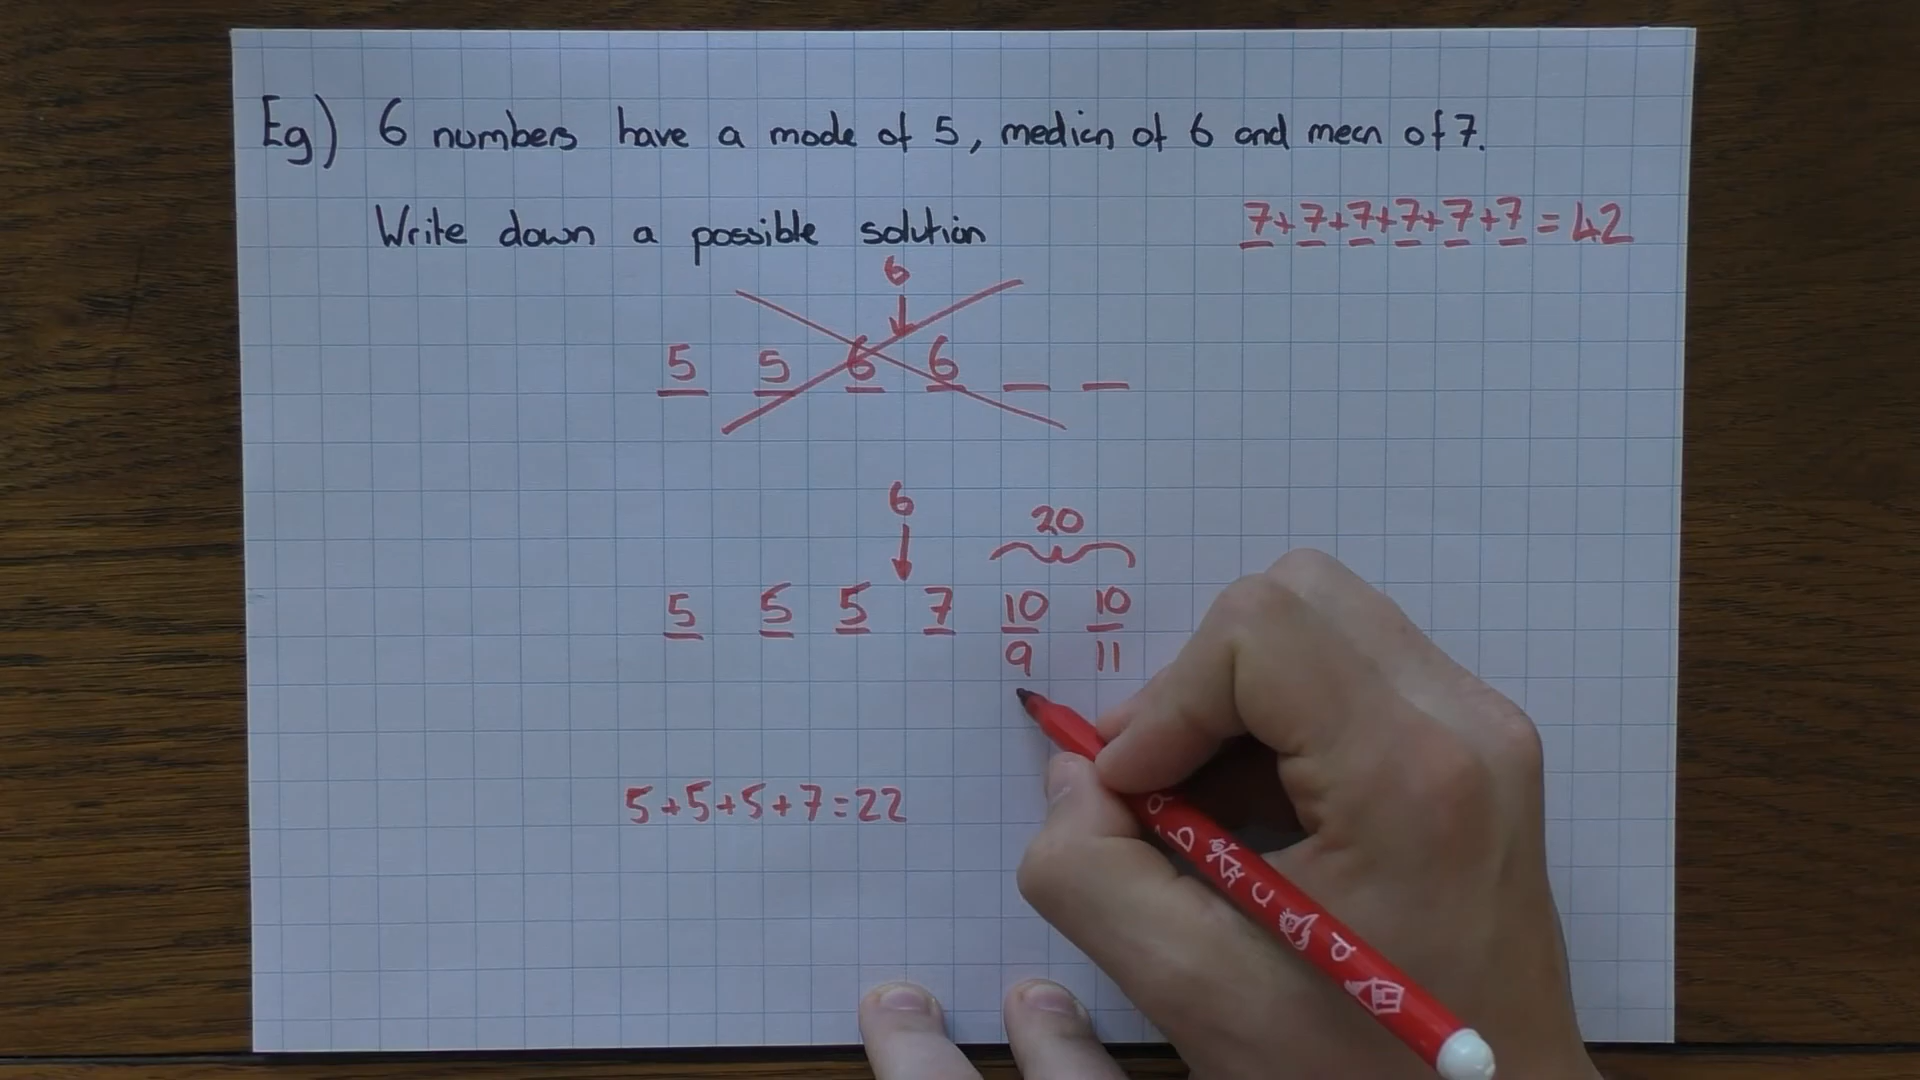 Eg) 6 numbers have a mode of 5, median of 6 and mean of 7.
Write down a possible solution
7+7+7+7+7+7=42
6
5 5 6 6
6
20
5 5 5 7 10 10
9 11
5+5+5+7=22
a b c d